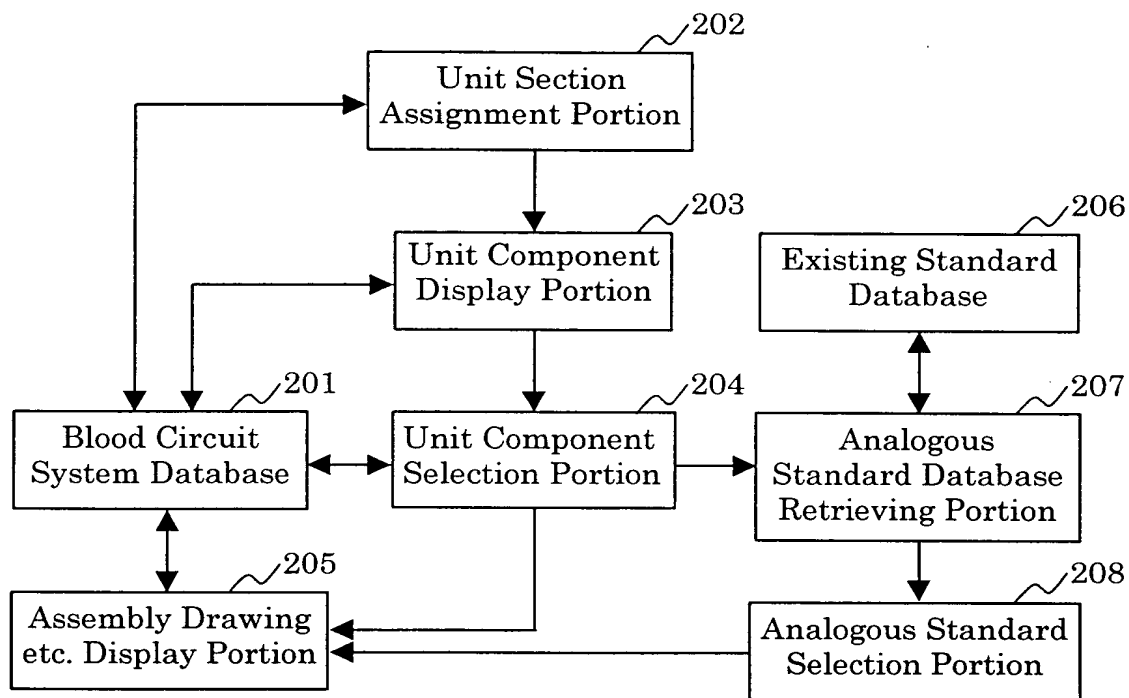 202
Unit Section
Assignment Portion
203
Unit Component
Display Portion
206
Existing Standard
Database
201
Blood Circuit
System Database
204
Unit Component
Selection Portion
207
Analogous
Standard Database
Retrieving Portion
205
Assembly Drawing
etc. Display Portion
208
Analogous Standard
Selection Portion